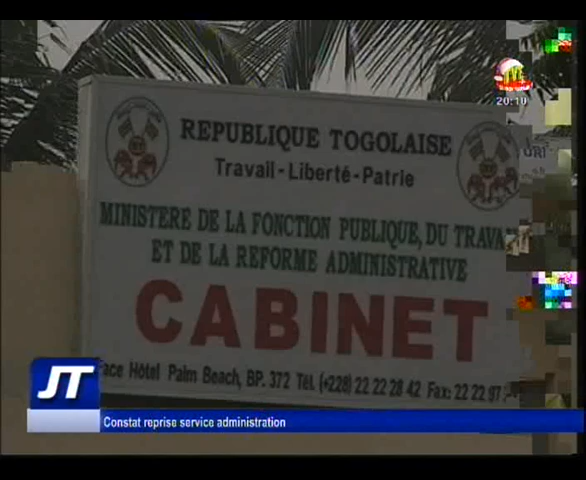 20:10
REPUBLIQUE TOGOLAISE
Travail - Liberté - Patrie
MINISTERE DE LA FONCTION PUBLIQUE, DU TRAVA
ET DE LA REFORME ADMINISTRATIVE
CABINET
Face Hôtel Palm Beach, BP. 372 Tél. (+228) 22 22 28 42 Fax: 22 22 97
JT
Constat reprise service administration